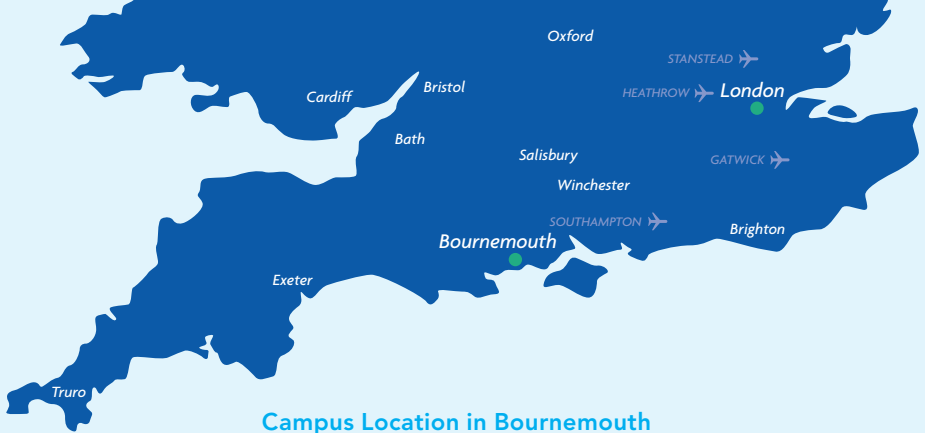 Oxford
STANSTEAD
HEATHROW
London
Bristol
Cardiff
Bath
Salisbury
GATWICK
Winchester
SOUTHAMPTON
Brighton
Bournemouth
Exeter
Truro
Campus Location in Bournemouth